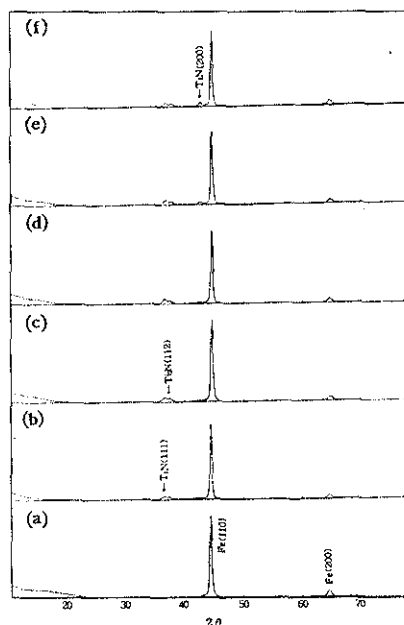 (f)
TiN(200)
(e)
(d)
(c)
Ti2N(112)
(b)
TiN(111)
(a)
Fe(110)
Fe(200)
20 30 40 50 60 70
2θ